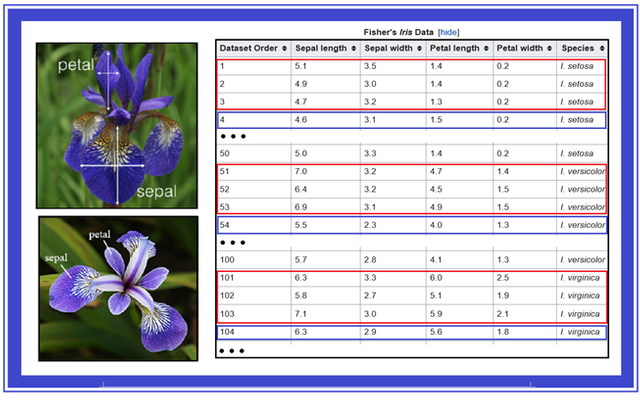 Fisher's Iris Data [hide]
petal
sepal
petal
sepal
Dataset Order Sepal length Sepal width Petal length Petal width Species
1 5.1 3.5 1.4 0.2 I. setosa
2 4.9 3.0 1.4 0.2 I. setosa
3 4.7 3.2 1.3 0.2 I. setosa
4 4.6 3.1 1.5 0.2 I. setosa
• • •
50 5.0 3.3 1.4 0.2 I. setosa
51 7.0 3.2 4.7 1.4 I. versicolor
52 6.4 3.2 4.5 1.5 I. versicolor
53 6.9 3.1 4.9 1.5 I. versicolor
54 5.5 2.3 4.0 1.3 I. versicolor
• • •
100 5.7 2.8 4.1 1.3 I. versicolor
101 6.3 3.3 6.0 2.5 I. virginica
102 5.8 2.7 5.1 1.9 I. virginica
103 7.1 3.0 5.9 2.1 I. virginica
104 6.3 2.9 5.6 1.8 I. virginica
• • •